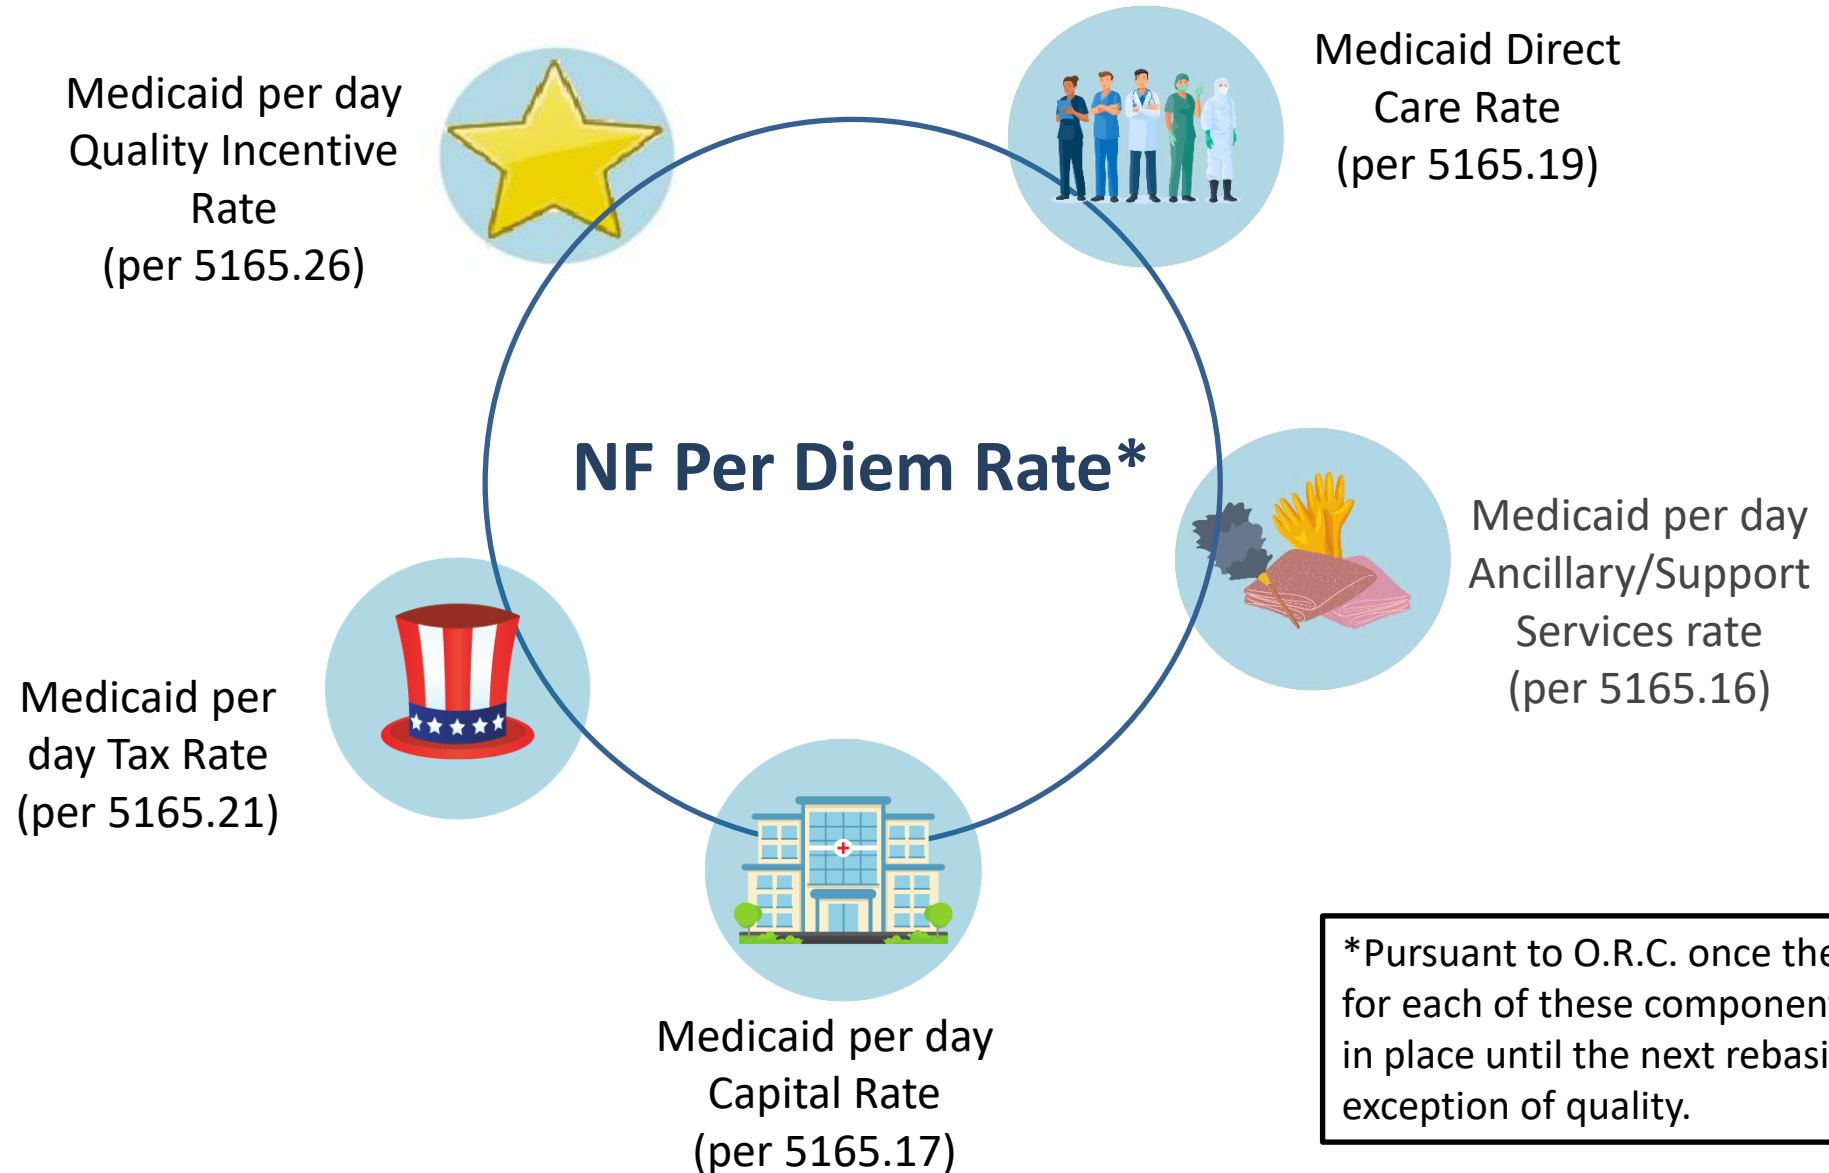 Medicaid per day
Quality Incentive
Rate
(per 5165.26)
Medicaid Direct
Care Rate
(per 5165.19)
NF Per Diem Rate*
Medicaid per day
Ancillary/Support
Services rate
(per 5165.16)
Medicaid per
day Tax Rate
(per 5165.21)
Medicaid per day
Capital Rate
(per 5165.17)
*Pursuant to O.R.C. once the
for each of these component
in place until the next rebasi
exception of quality.